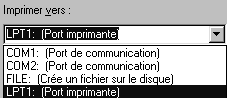 Imprimer vers :
LPT1:  (Port imprimante)
COM1:  (Port de communication)
COM2:  (Port de communication)
FILE:  (Crée un fichier sur le disque)
LPT1:  (Port imprimante)